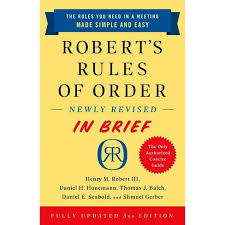 THE RULES YOU NEED IN A MEETING
MADE SIMPLE AND EASY
ROBERT'S
RULES OF
ORDER
NEWLY REVISED
IN BRIEF
The Only
Authorized
Concise
Guide
RR
Henry M. Robert III,
Daniel H. Honemann, Thomas J. Balch,
Daniel E. Seabold, and Shmuel Gerber
FULLY UPDATED 3RD EDITION